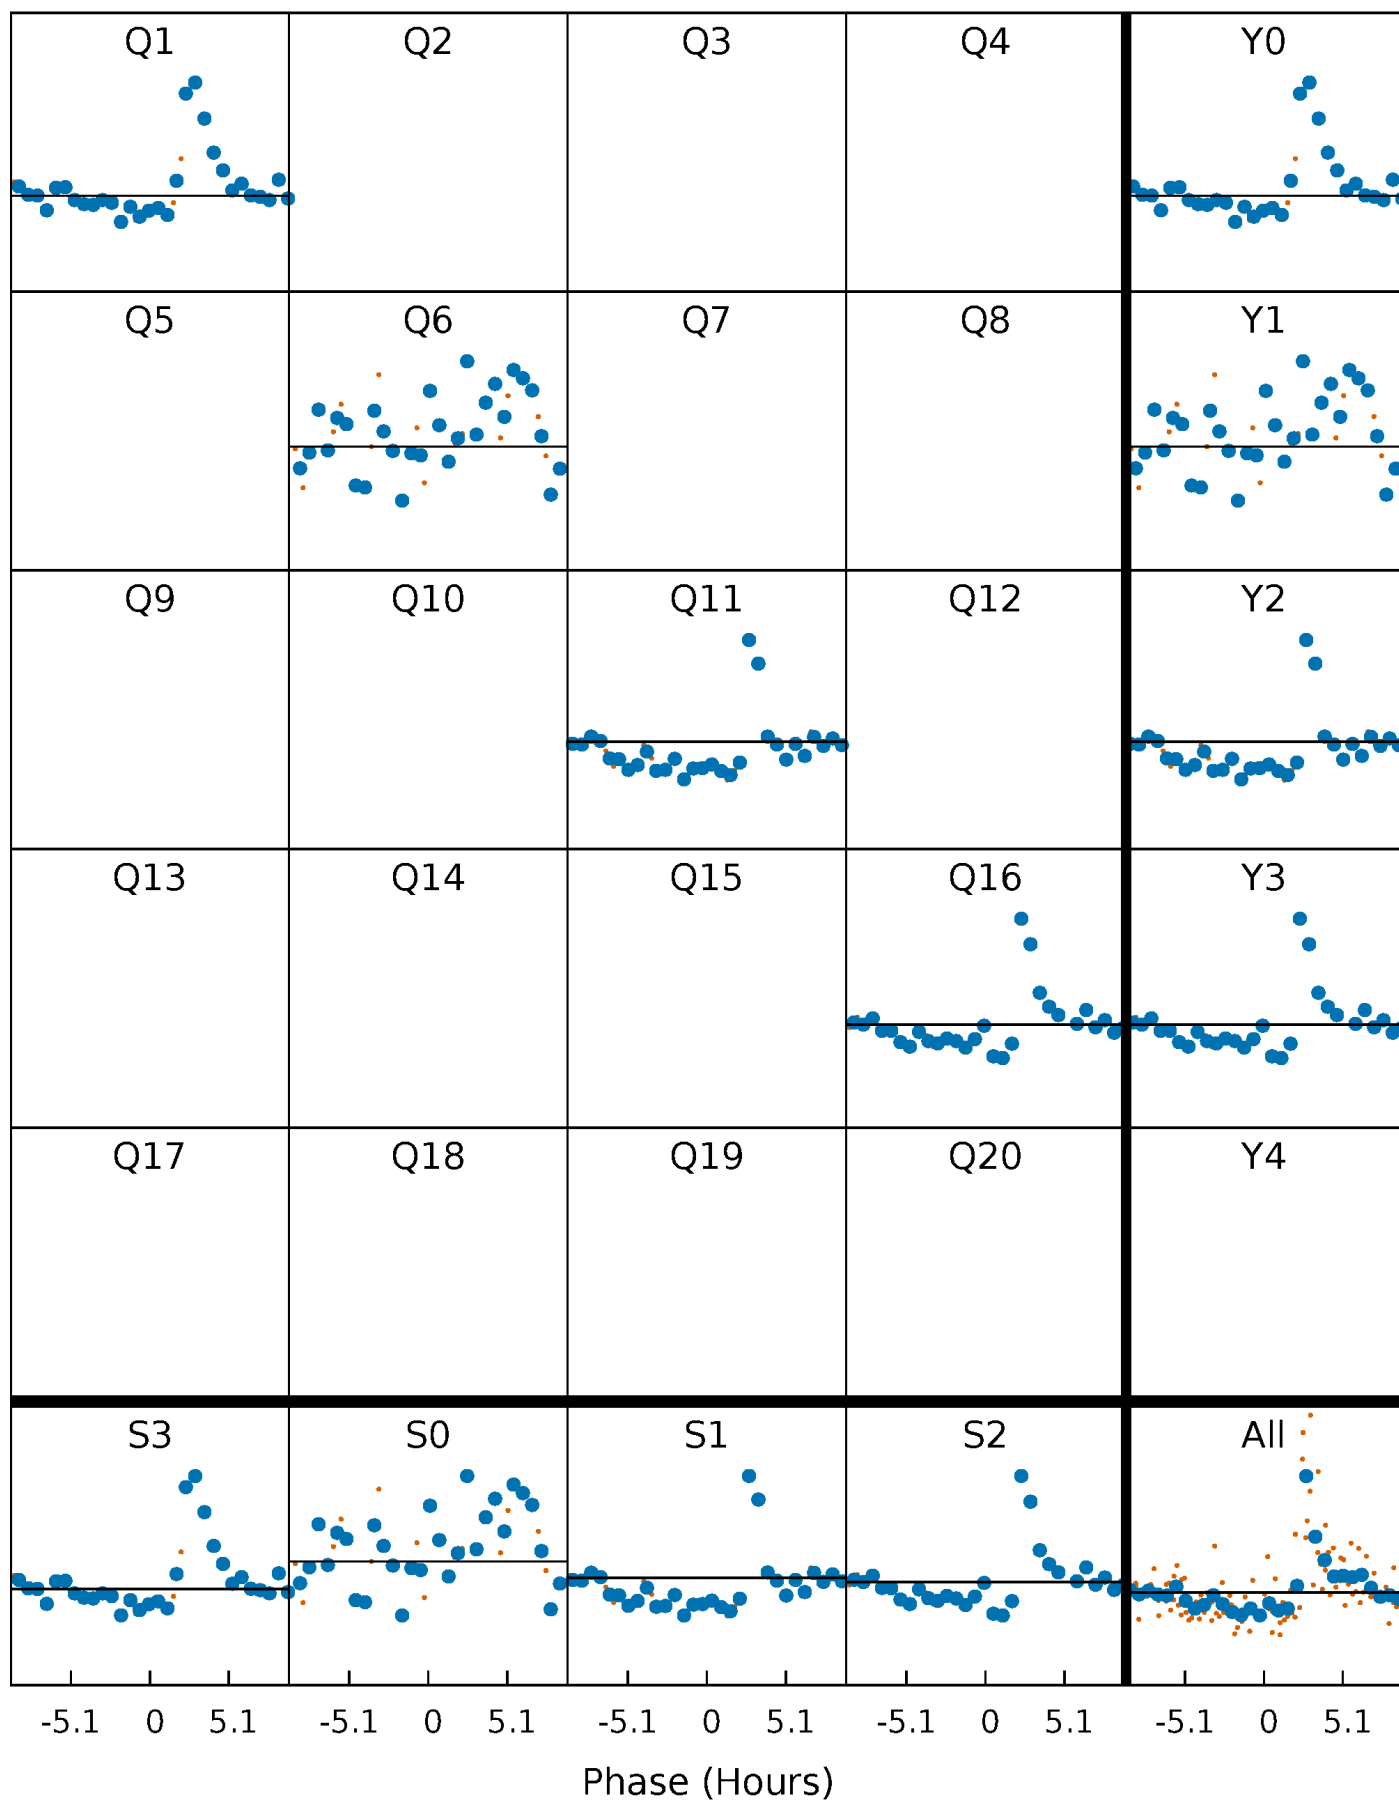 Q1 Q2 Q3 Q4 Y0
Q5 Q6 Q7 Q8 Y1
Q9 Q10 Q11 Q12 Y2
Q13 Q14 Q15 Q16 Y3
Q17 Q18 Q19 Q20 Y4
S3 S0 S1 S2 All
-5.1 0 5.1 -5.1 0 5.1 -5.1 0 5.1 -5.1 0 5.1 -5.1 0 5.1
Phase (Hours)